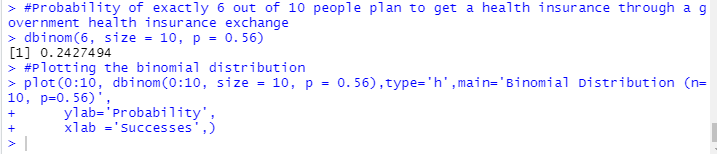 > #Probability of exactly 6 out of 10 people plan to get a health insurance through a g
overnment health insurance exchange
> dbinom(6, size = 10, p = 0.56)
[1] 0.2427494
> #Plotting the binomial distribution
> plot(0:10, dbinom(0:10, size = 10, p = 0.56),type='h',main='Binomial Distribution (n=
10, p=0.56)',
+      ylab='Probability',
+      xlab ='Successes',)
>